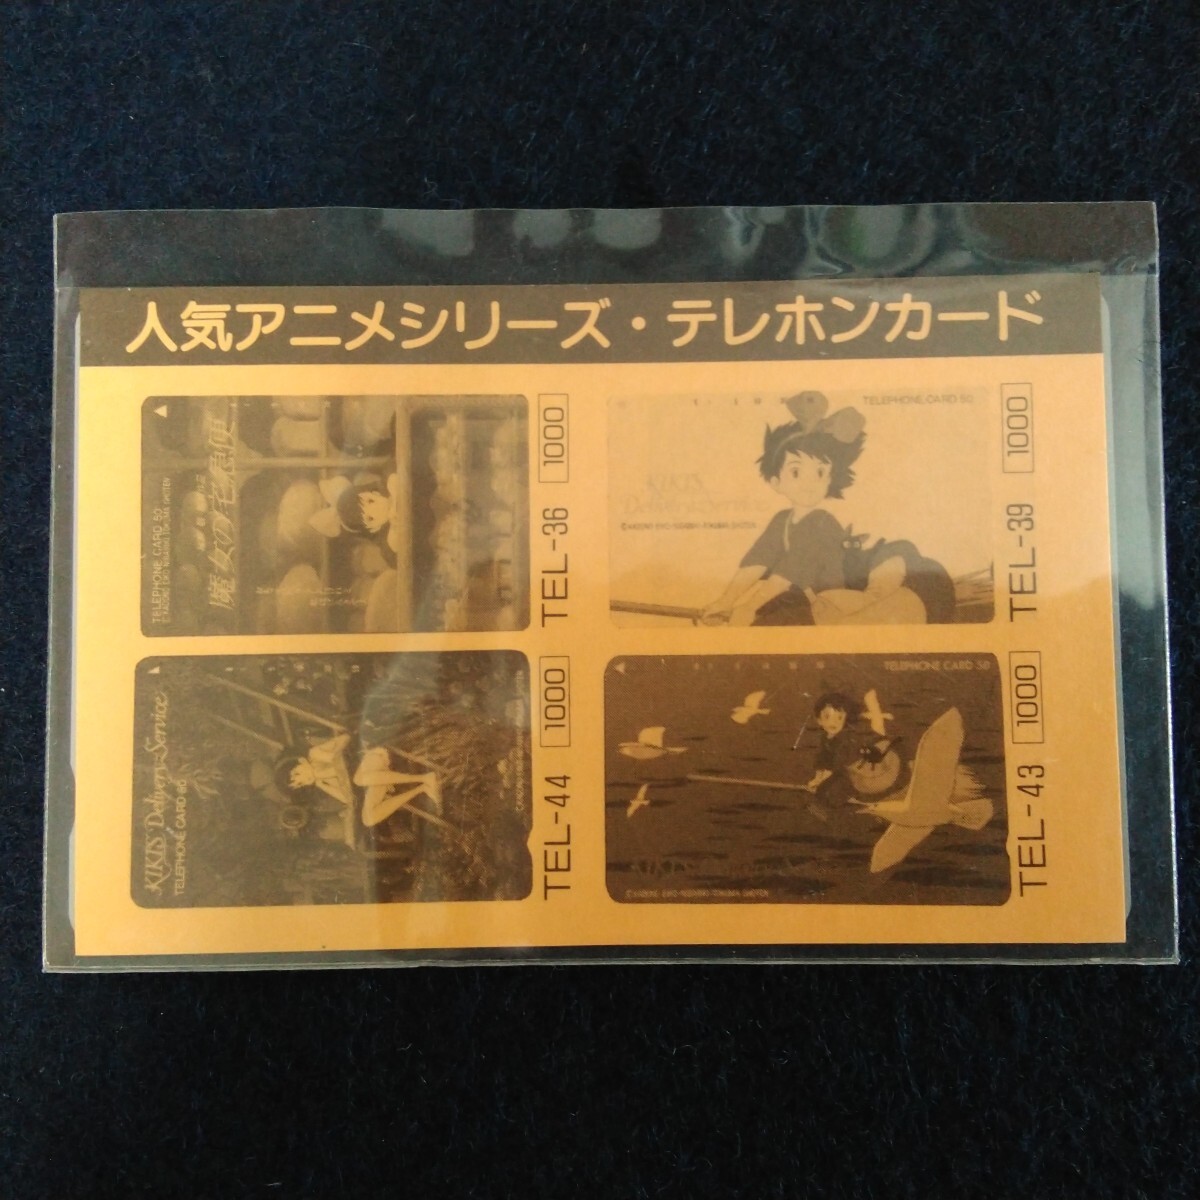 人気アニメシリーズ・テレホンカード
魔女の宅急便
TELEPHONE CARD 50
TEL-36 1000
TELEPHONE CARD 50
KIKI'S
Delivery Service
TEL-39 1000
KIKI'S Delivery Service
TELEPHONE CARD 50
TEL-44 1000
TELEPHONE CARD 50
TEL-43 1000